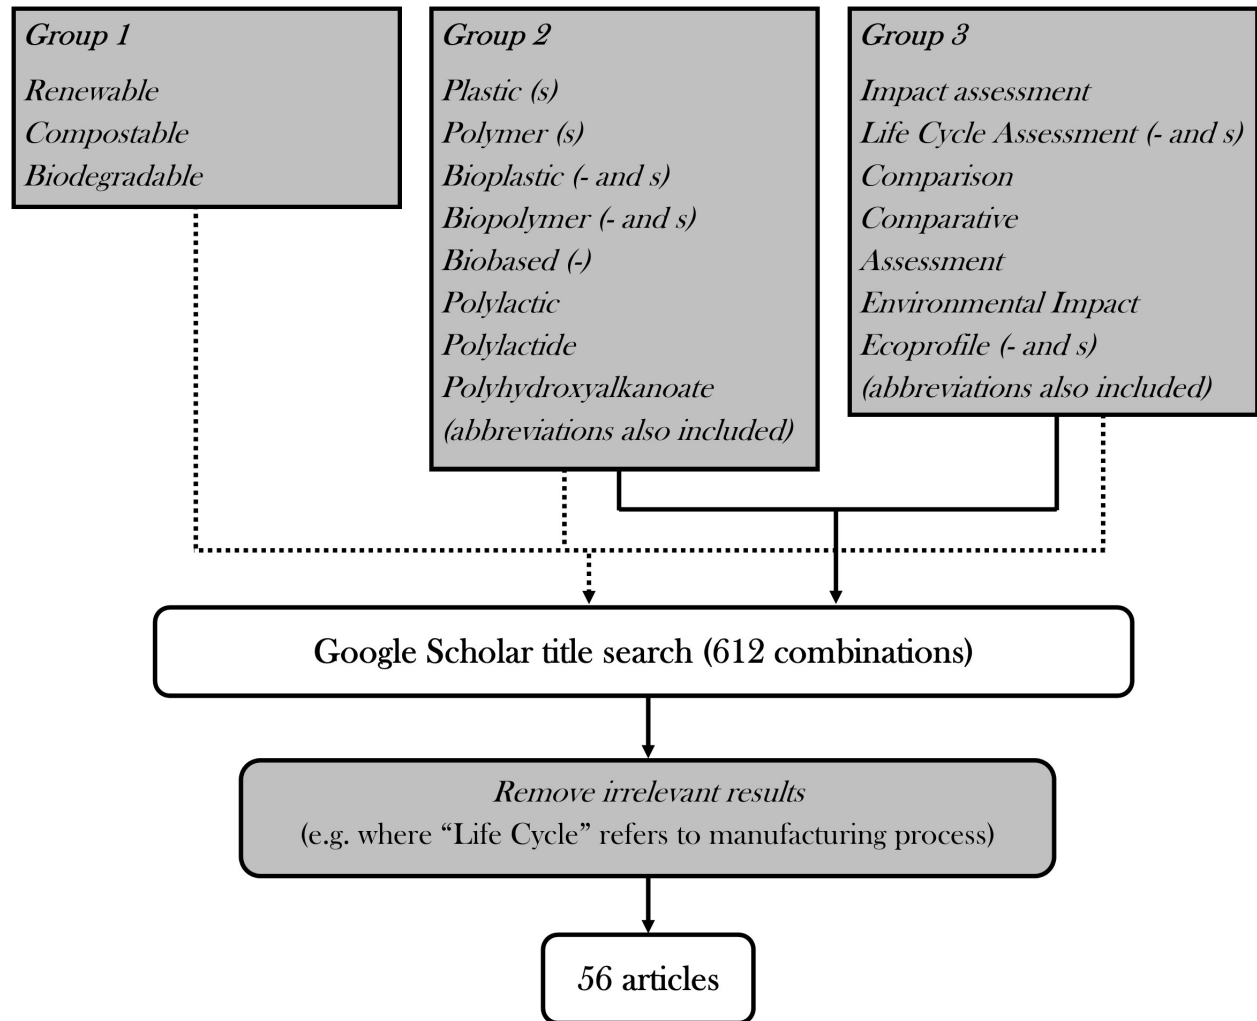 Group 1
Renewable
Compostable
Biodegradable
Group 2
Plastic (s)
Polymer (s)
Bioplastic (- and s)
Biopolymer (- and s)
Biobased (-)
Polylactic
Polylactide
Polyhydroxyalkanoate
(abbreviations also included)
Group 3
Impact assessment
Life Cycle Assessment (- and s)
Comparison
Comparative
Assessment
Environmental Impact
Ecoprofile (- and s)
(abbreviations also included)
Google Scholar title search (612 combinations)
Remove irrelevant results
(e.g. where “Life Cycle” refers to manufacturing process)
56 articles